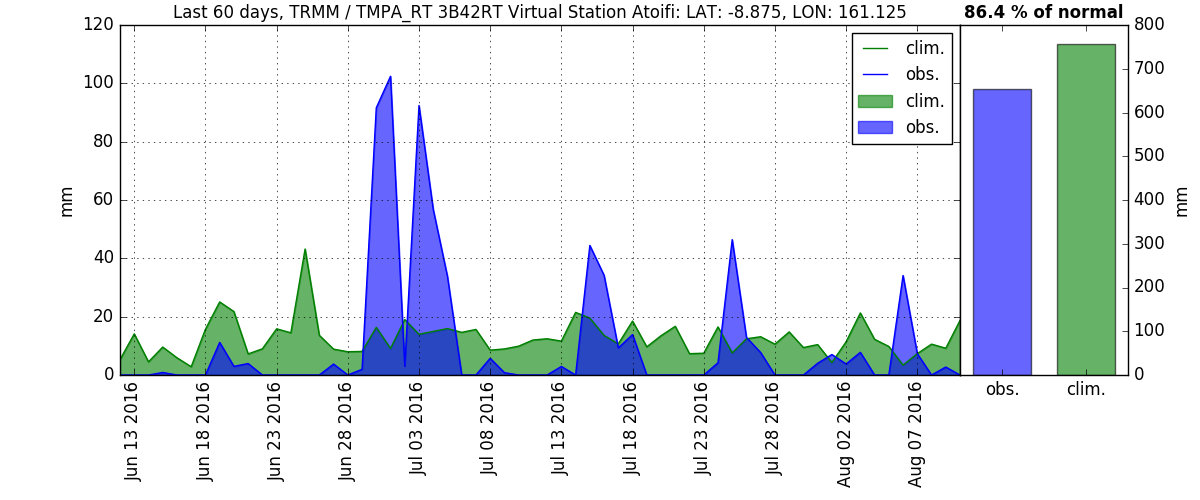 Last 60 days, TRMM / TMPA_RT 3B42RT Virtual Station Atoifi: LAT: -8.875, LON: 161.125
86.4 % of normal
120
100
80
60
40
20
0
mm
clim.
obs.
clim.
obs.
Jun 13 2016
Jun 18 2016
Jun 23 2016
Jun 28 2016
Jul 03 2016
Jul 08 2016
Jul 13 2016
Jul 18 2016
Jul 23 2016
Jul 28 2016
Aug 02 2016
Aug 07 2016
800
700
600
500
400
300
200
100
0
mm
obs.
clim.